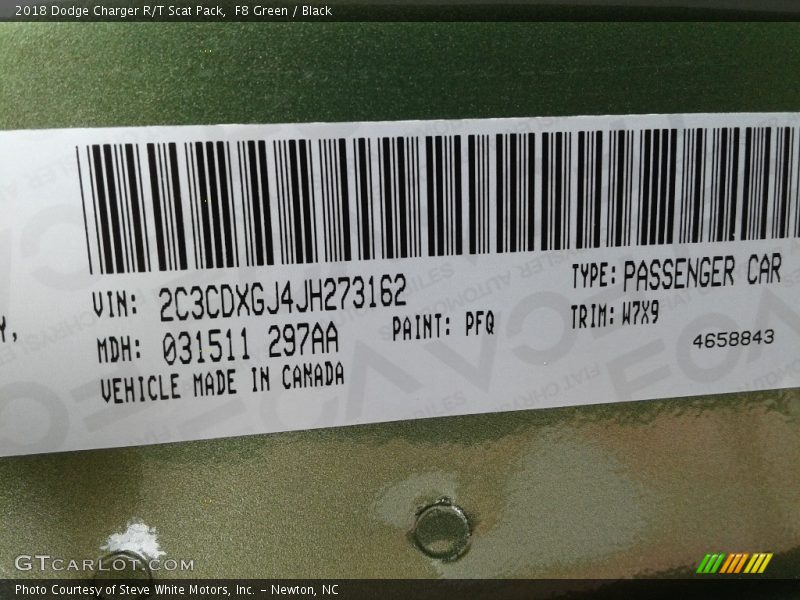 2018 Dodge Charger R/T Scat Pack, F8 Green / Black
VIN: 2C3CDXGJ4JH273162
TYPE: PASSENGER CAR
Y,
MDH: 031511 297AA
PAINT: PFQ
TRIM: W7X9
4658843
VEHICLE MADE IN CANADA
GTCARLOT.COM
Photo Courtesy of Steve White Motors, Inc. – Newton, NC